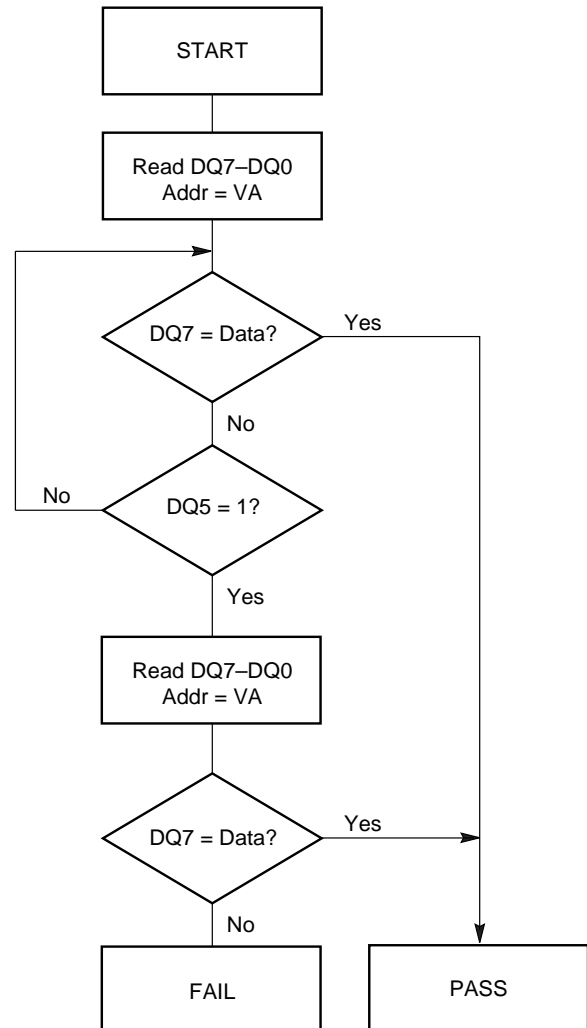 START
Read DQ7–DQ0
Addr = VA
DQ7 = Data?
Yes
No
No
DQ5 = 1?
Yes
Read DQ7–DQ0
Addr = VA
DQ7 = Data?
Yes
No
FAIL
PASS